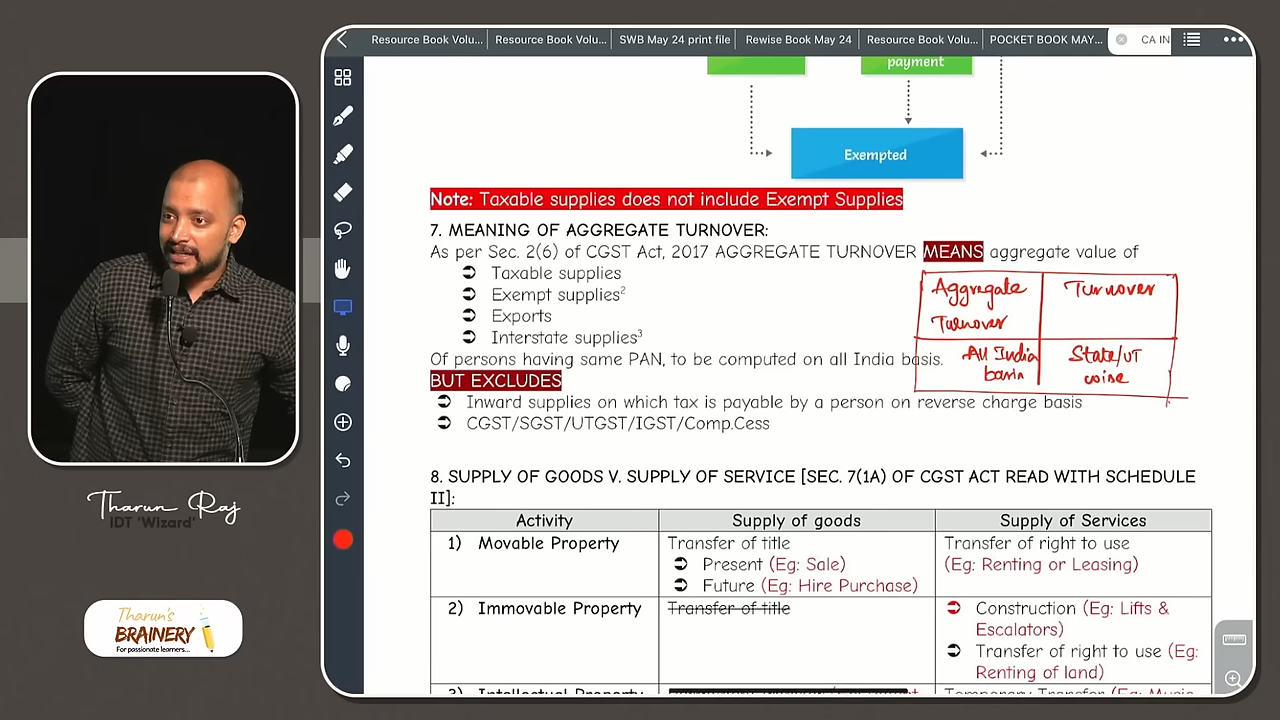 Resource Book Volu...
Resource Book Volu...
SWB May 24 print file
Rewise Book May 24
Resource Book Volu...
POCKET BOOK MAY...
CA IN
payment
Exempted
Note: Taxable supplies does not include Exempt Supplies
7. MEANING OF AGGREGATE TURNOVER:
As per Sec. 2(6) of CGST Act, 2017 AGGREGATE TURNOVER MEANS aggregate value of
➲ Taxable supplies
➲ Exempt supplies²
➲ Exports
➲ Interstate supplies³
Of persons having same PAN, to be computed on all India basis.
BUT EXCLUDES
➲ Inward supplies on which tax is payable by a person on reverse charge basis
➲ CGST/SGST/UTGST/IGST/Comp.Cess
Aggregate
Turnover
Turnover
All India
basis
State/UT
wise
8. SUPPLY OF GOODS V. SUPPLY OF SERVICE [SEC. 7(1A) OF CGST ACT READ WITH SCHEDULE
II]:
Activity
Supply of goods
Supply of Services
1) Movable Property
Transfer of title
➲ Present (Eg: Sale)
➲ Future (Eg: Hire Purchase)
Transfer of right to use
(Eg: Renting or Leasing)
2) Immovable Property
Transfer of title
➲ Construction (Eg: Lifts &
Escalators)
➲ Transfer of right to use (Eg:
Renting of land)
3) Intellectual Property
Temporary Transfer (Eg: Music
Tharun Raj
IDT 'Wizard'
Tharun's
BRAINERY
For passionate learners...